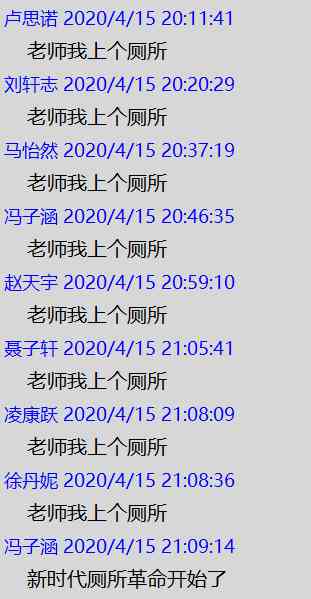 卢思诺 2020/4/15 20:11:41
老师我上个厕所
刘轩志 2020/4/15 20:20:29
老师我上个厕所
马怡然 2020/4/15 20:37:19
老师我上个厕所
冯子涵 2020/4/15 20:46:35
老师我上个厕所
赵天宇 2020/4/15 20:59:10
老师我上个厕所
聂子轩 2020/4/15 21:05:41
老师我上个厕所
凌康跃 2020/4/15 21:08:09
老师我上个厕所
徐丹妮 2020/4/15 21:08:36
老师我上个厕所
冯子涵 2020/4/15 21:09:14
新时代厕所革命开始了